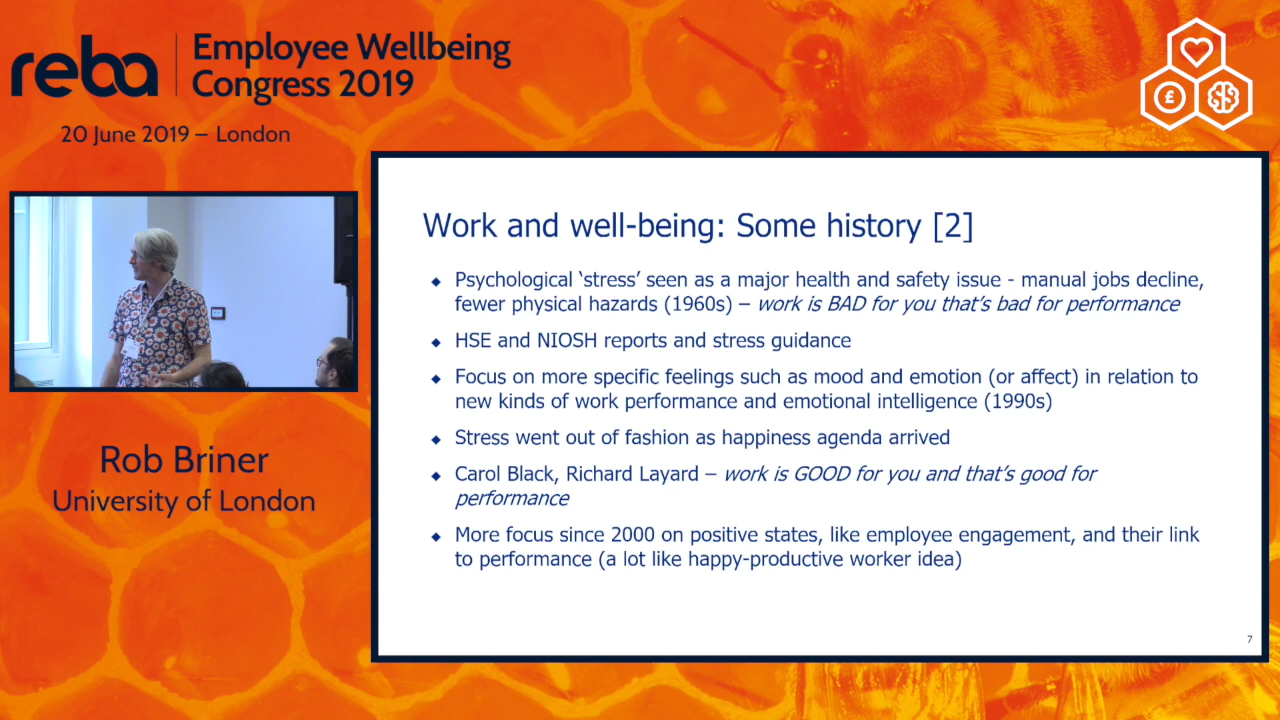 reba
Employee Wellbeing
Congress 2019
20 June 2019 – London
£
Rob Briner
University of London
Work and well-being: Some history [2]
◆ Psychological ‘stress’ seen as a major health and safety issue - manual jobs decline,
fewer physical hazards (1960s) – work is BAD for you that’s bad for performance
◆ HSE and NIOSH reports and stress guidance
◆ Focus on more specific feelings such as mood and emotion (or affect) in relation to
new kinds of work performance and emotional intelligence (1990s)
◆ Stress went out of fashion as happiness agenda arrived
◆ Carol Black, Richard Layard – work is GOOD for you and that’s good for
performance
◆ More focus since 2000 on positive states, like employee engagement, and their link
to performance (a lot like happy-productive worker idea)
7